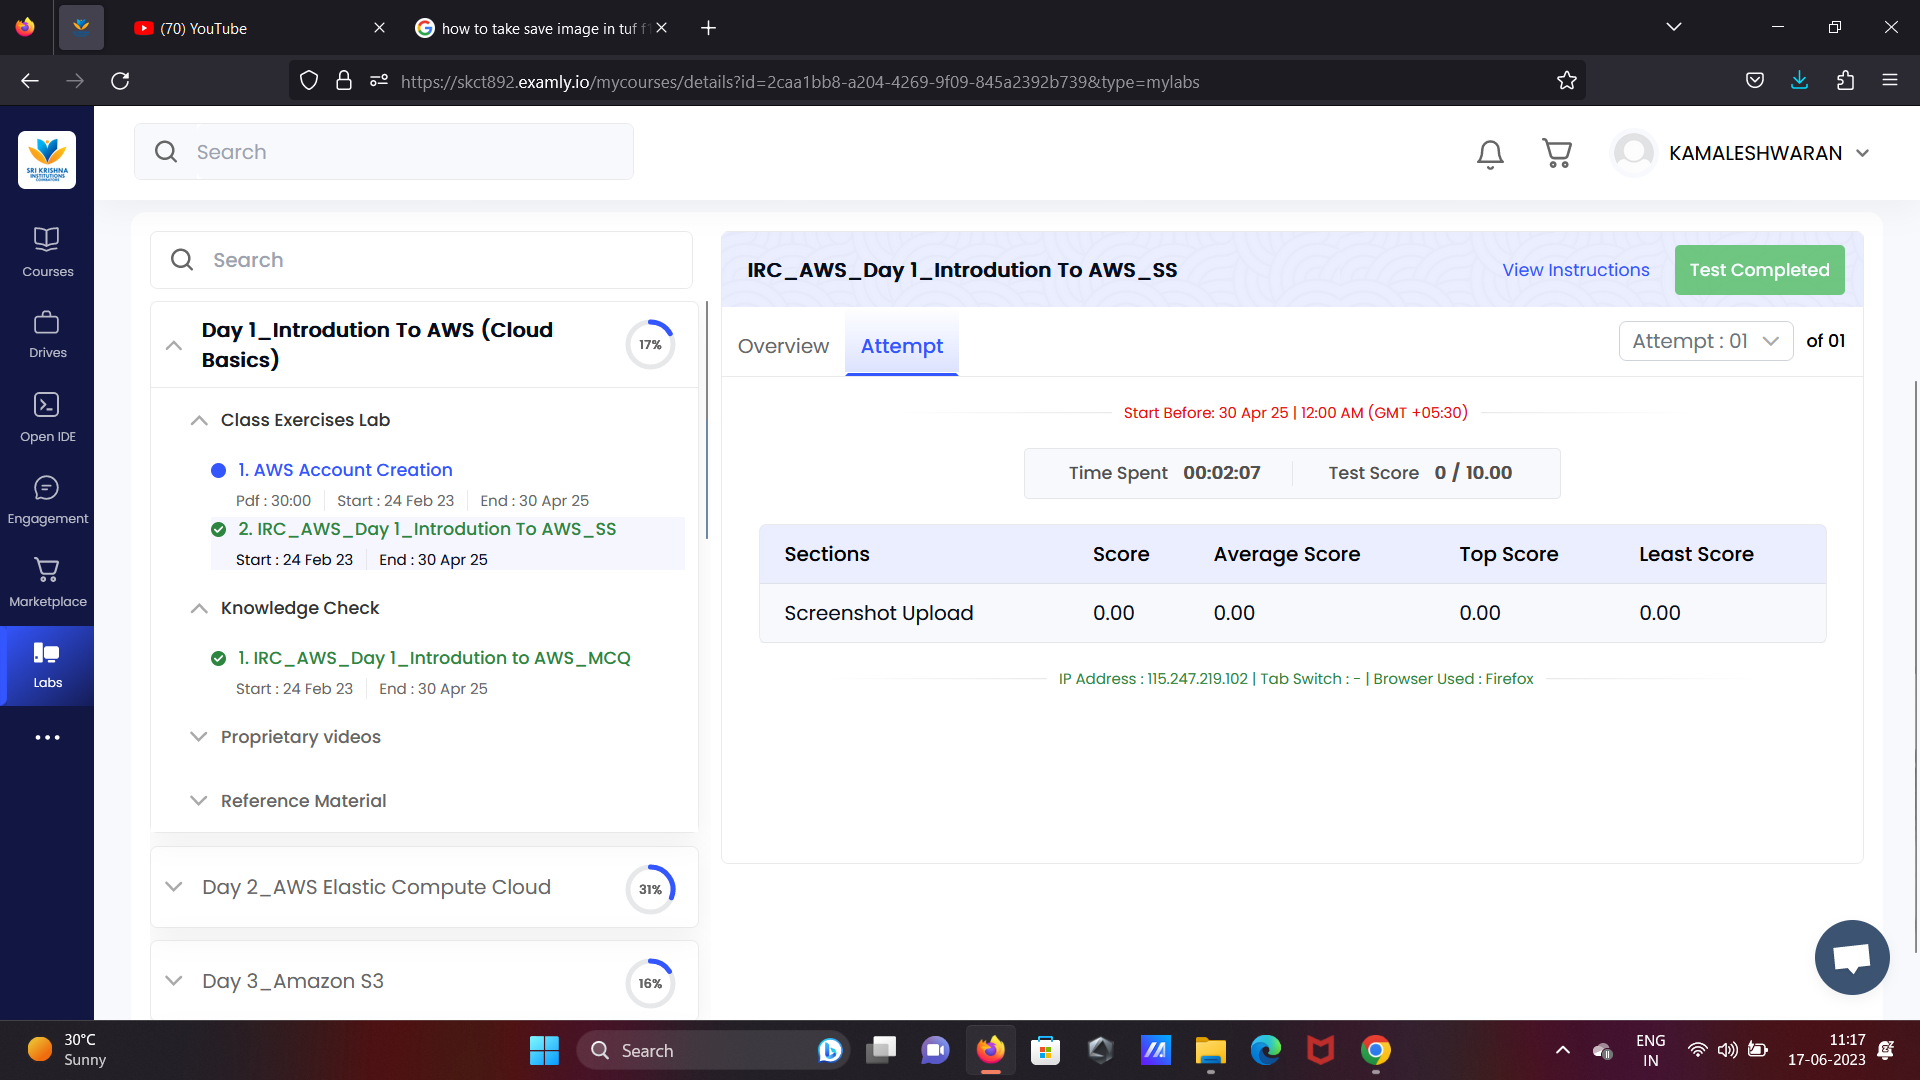 (70) YouTube
how to take save image in tuf f1
https://skct892.examly.io/mycourses/details?id=2caa1bb8-a204-4269-9f09-845a2392b739&type=mylabs
SRI KRISHNA
INSTITUTIONS
COIMBATORE
Search
KAMALESHWARAN
Courses
Drives
Open IDE
Engagement
Marketplace
Labs
Search
Day 1_Introdution To AWS (Cloud
Basics)
17%
Class Exercises Lab
1. AWS Account Creation
Pdf : 30:00 Start : 24 Feb 23 End : 30 Apr 25
2. IRC_AWS_Day 1_Introdution To AWS_SS
Start : 24 Feb 23 End : 30 Apr 25
Knowledge Check
1. IRC_AWS_Day 1_Introdution to AWS_MCQ
Start : 24 Feb 23 End : 30 Apr 25
Proprietary videos
Reference Material
Day 2_AWS Elastic Compute Cloud
31%
Day 3_Amazon S3
16%
IRC_AWS_Day 1_Introdution To AWS_SS
View Instructions
Test Completed
Overview
Attempt
Attempt : 01
of 01
Start Before: 30 Apr 25 | 12:00 AM (GMT +05:30)
Time Spent 00:02:07 Test Score 0 / 10.00
Sections Score Average Score Top Score Least Score
Screenshot Upload 0.00 0.00 0.00 0.00
IP Address : 115.247.219.102 | Tab Switch : - | Browser Used : Firefox
30°C
Sunny
Search
ENG
IN
11:17
17-06-2023